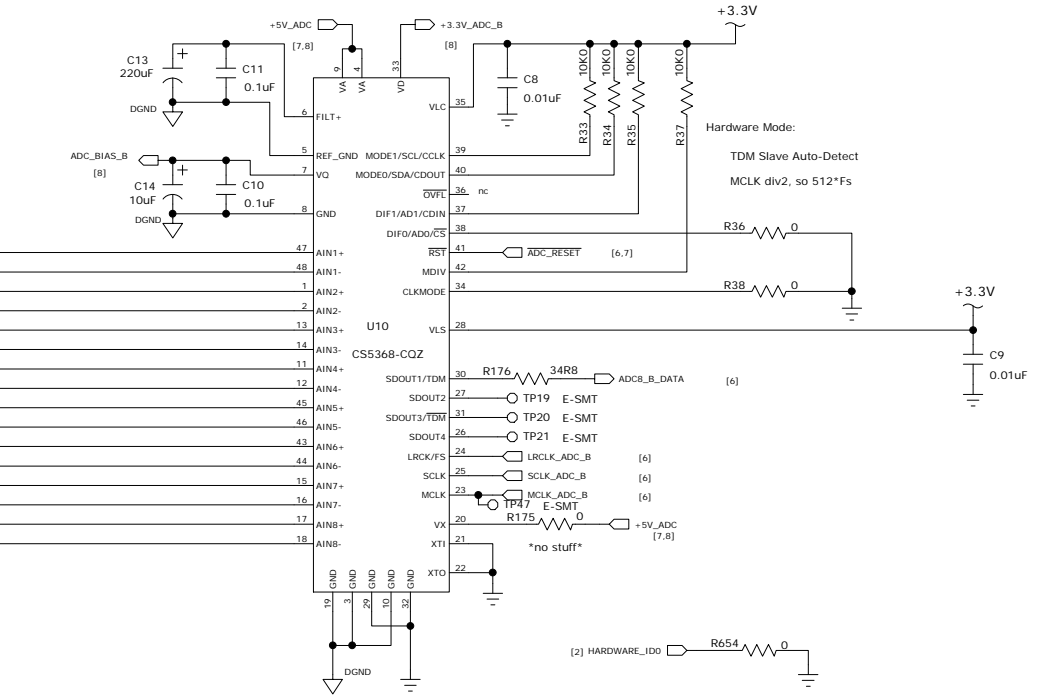 +5V_ADC
[7,8]
+3.3V_ADC_B
[8]
+3.3V
C13
220uF
+
C11
0.1uF
DGND
9
4
33
VA
VA
VD
VLC
35
C8
0.01uF
10K0
10K0
10K0
10K0
R33
R34
R35
R37
Hardware Mode:
TDM Slave Auto-Detect
MCLK div2, so 512*Fs
6
FILT+
5
REF_GND
MODE1/SCL/CCLK
39
ADC_BIAS_B
[8]
7
VQ
MODE0/SDA/CDOUT
40
+
C14
10uF
C10
0.1uF
DGND
OVFL
36
nc
8
GND
DIF1/AD1/CDIN
37
DIF0/AD0/CS
38
R36
0
47
AIN1+
RST
41
ADC_RESET
[6,7]
48
AIN1-
MDIV
42
1
AIN2+
CLKMODE
34
R38
0
2
AIN2-
+3.3V
13
AIN3+
U10
VLS
28
14
AIN3-
CS5368-CQZ
C9
0.01uF
11
AIN4+
SDOUT1/TDM
30
R176
34R8
ADC8_B_DATA
[6]
12
AIN4-
SDOUT2
27
TP19
E-SMT
45
AIN5+
SDOUT3/TDM
31
TP20
E-SMT
46
AIN5-
SDOUT4
26
TP21
E-SMT
43
AIN6+
LRCK/FS
24
LRCLK_ADC_B
[6]
44
AIN6-
SCLK
25
SCLK_ADC_B
[6]
15
AIN7+
MCLK
23
MCLK_ADC_B
[6]
16
AIN7-
TP47
E-SMT
17
AIN8+
VX
20
R175
0
+5V_ADC
[7,8]
18
AIN8-
XTI
21
*no stuff*
XTO
22
GND
GND
GND
GND
GND
19
3
29
10
32
DGND
[2] HARDWARE_ID0
R654
0